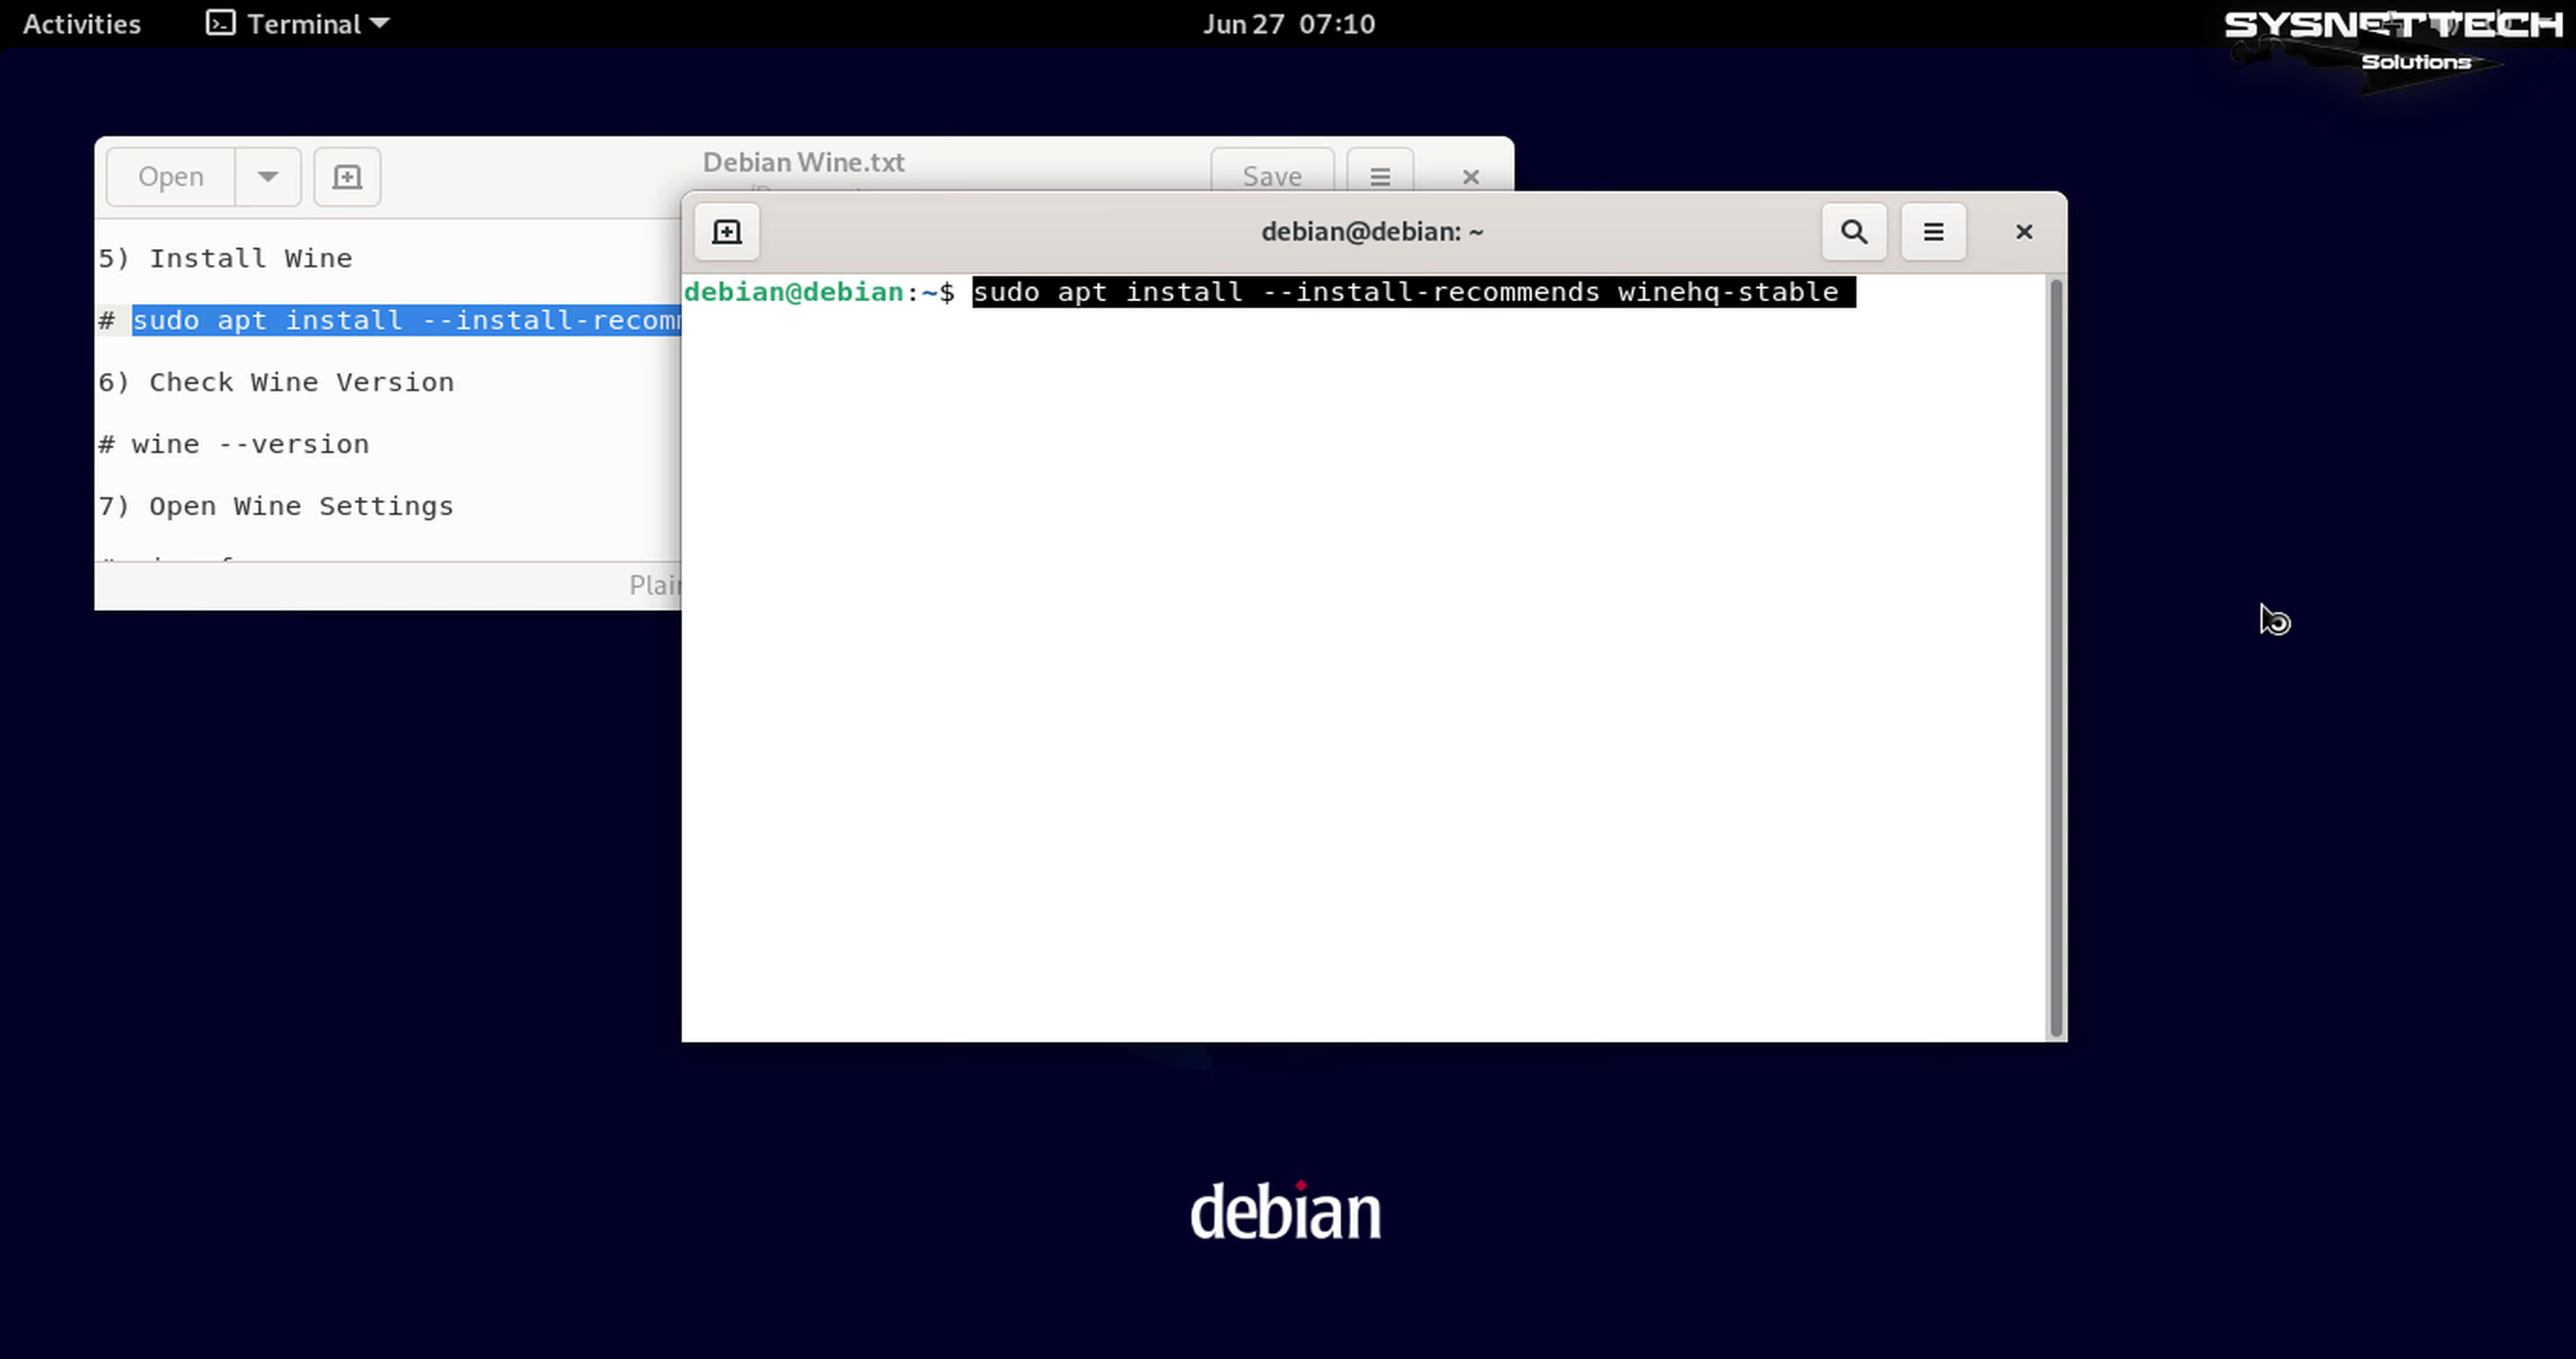 Activities Terminal Jun 27 07:10
SYSNETTECH
Solutions
Open Debian Wine.txt Save
5) Install Wine
# sudo apt install --install-recom
6) Check Wine Version
# wine --version
7) Open Wine Settings
Plain
debian@debian: ~
debian@debian:~$ sudo apt install --install-recommends winehq-stable
debian